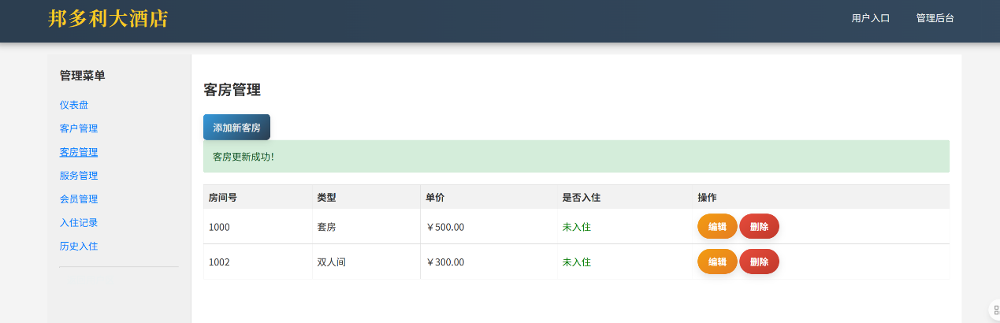 邦多利大酒店
用户入口 管理后台
管理菜单
仪表盘
客户管理
客房管理
服务管理
会员管理
入住记录
历史入住
客房管理
添加新客房
客房更新成功！
房间号 类型 单价 是否入住 操作
1000 套房 ￥500.00 未入住 编辑 删除
1002 双人间 ￥300.00 未入住 编辑 删除